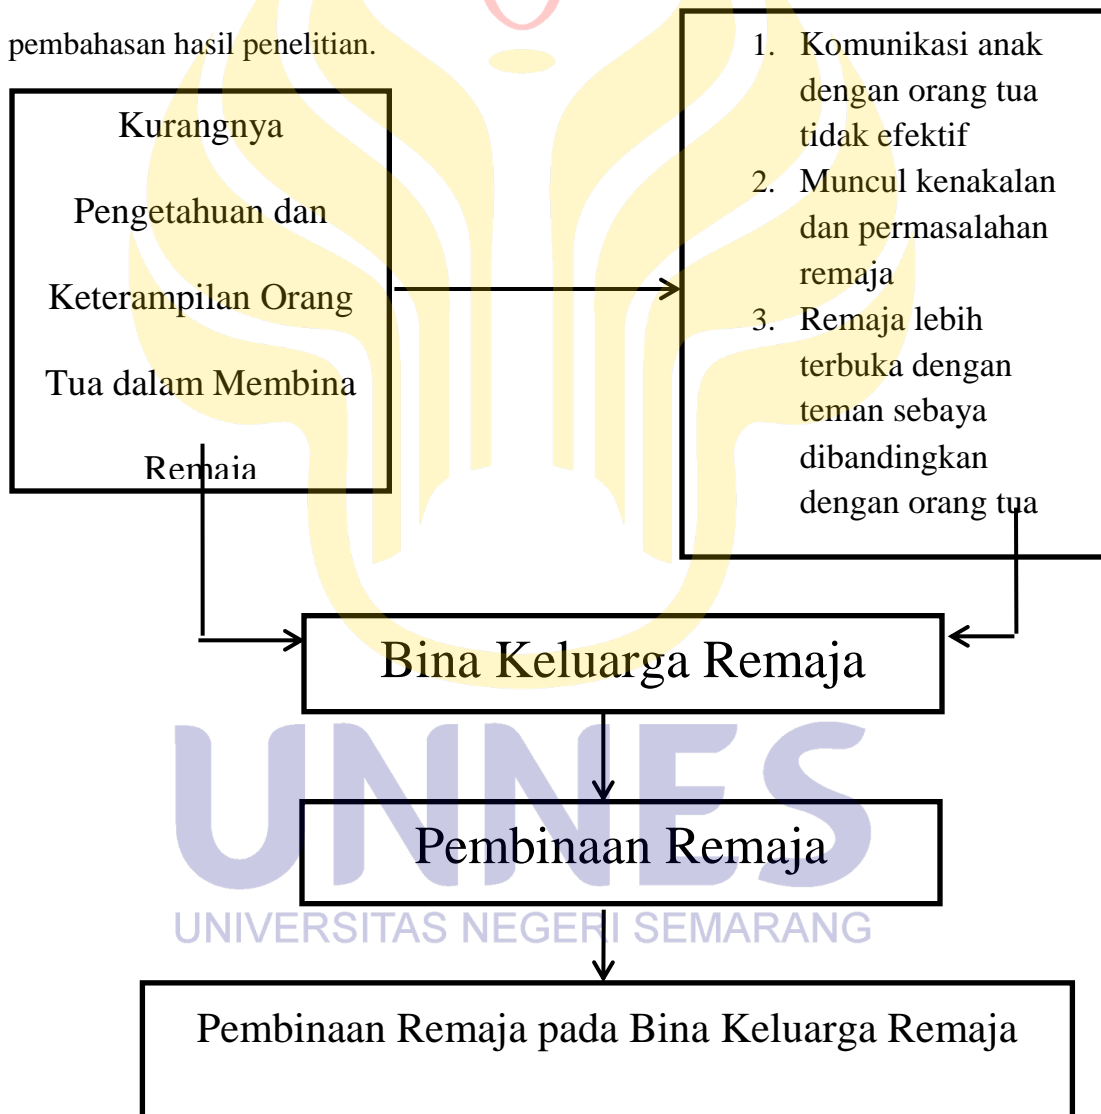 pembahasan hasil penelitian.
Kurangnya
Pengetahuan dan
Keterampilan Orang
Tua dalam Membina
Remaja
1. Komunikasi anak
dengan orang tua
tidak efektif
2. Muncul kenakalan
dan permasalahan
remaja
3. Remaja lebih
terbuka dengan
teman sebaya
dibandingkan
dengan orang tua
Bina Keluarga Remaja
UNNES
Pembinaan Remaja
UNIVERSITAS NEGERI SEMARANG
Pembinaan Remaja pada Bina Keluarga Remaja